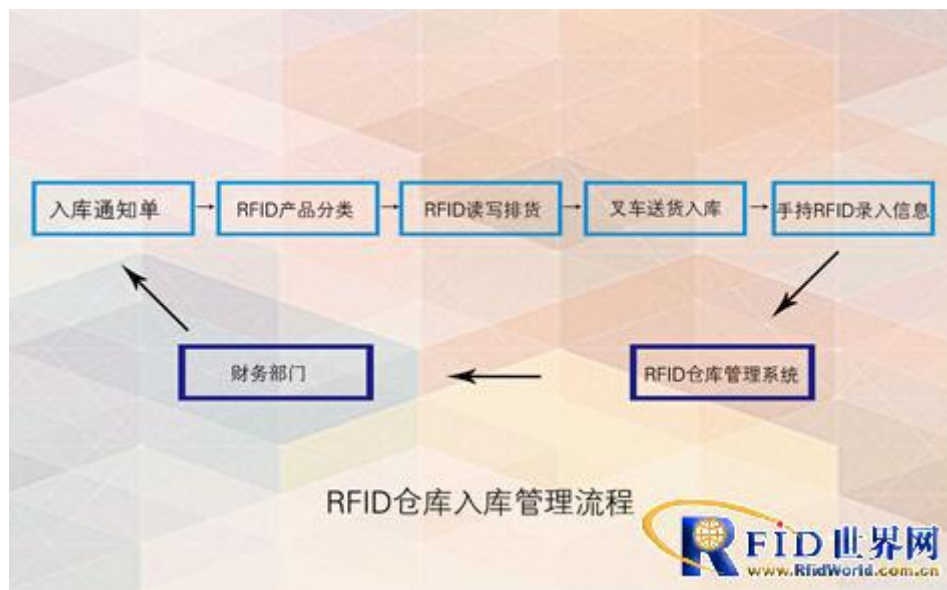 入库通知单
RFID产品分类
RFID读写排货
叉车送货入库
手持RFID录入信息
财务部门
RFID仓库管理系统
RFID仓库入库管理流程
RFID世界网
www.RfidWorld.com.cn